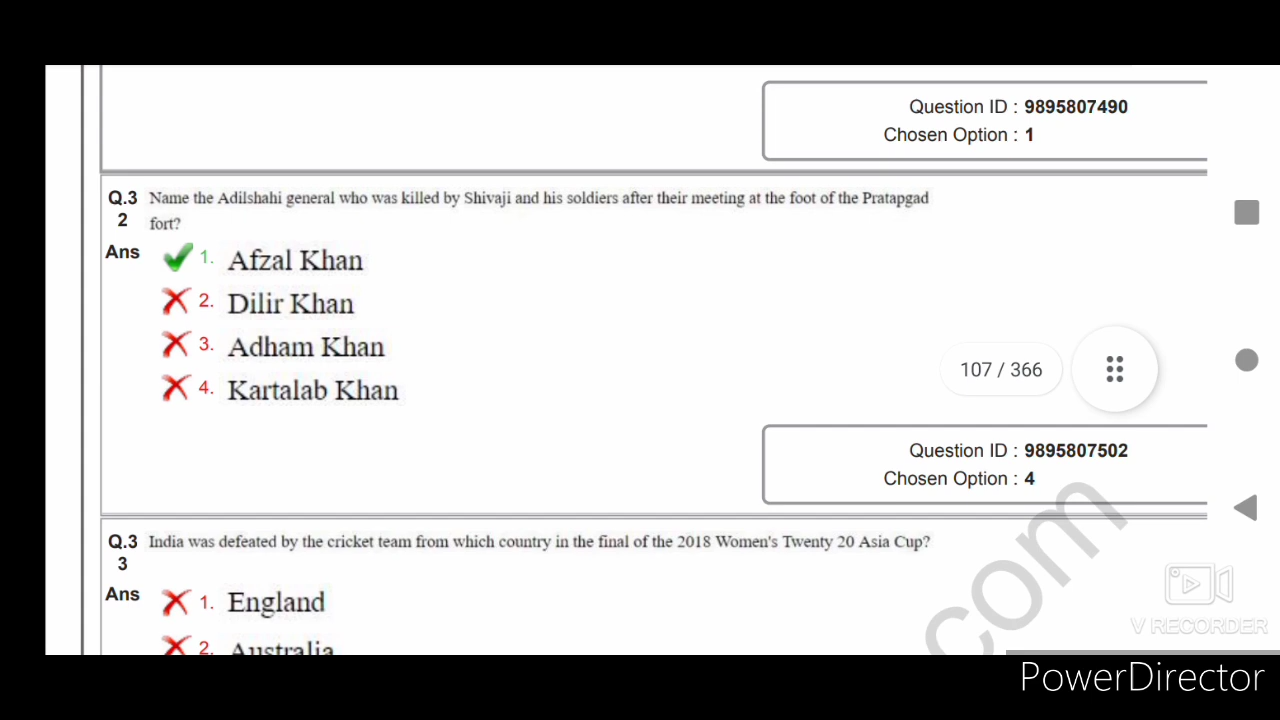 Question ID : 9895807490
Chosen Option : 1
Q.3 Name the Adilshahi general who was killed by Shivaji and his soldiers after their meeting at the foot of the Pratapgad
2 fort?
Ans 1. Afzal Khan
2. Dilir Khan
3. Adham Khan
4. Kartalab Khan
107 / 366
Question ID : 9895807502
Chosen Option : 4
Q.3 India was defeated by the cricket team from which country in the final of the 2018 Women's Twenty 20 Asia Cup?
3
Ans 1. England
2. Australia
com
V RECORDER
PowerDirector